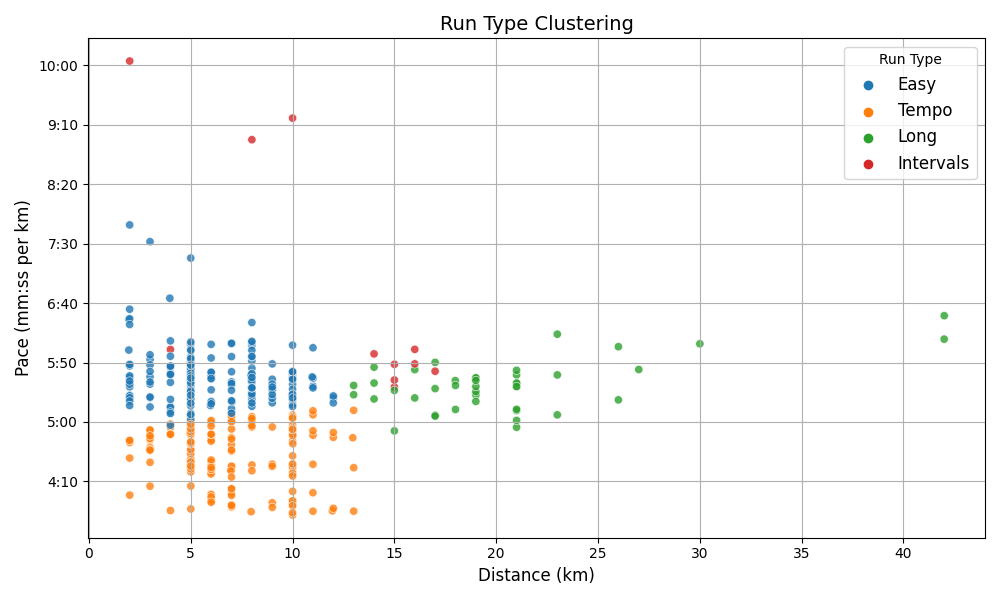 Run Type Clustering
Pace (mm:ss per km)
10:00
9:10
8:20
7:30
6:40
5:50
5:00
4:10
Run Type
Easy
Tempo
Long
Intervals
0 5 10 15 20 25 30 35 40
Distance (km)